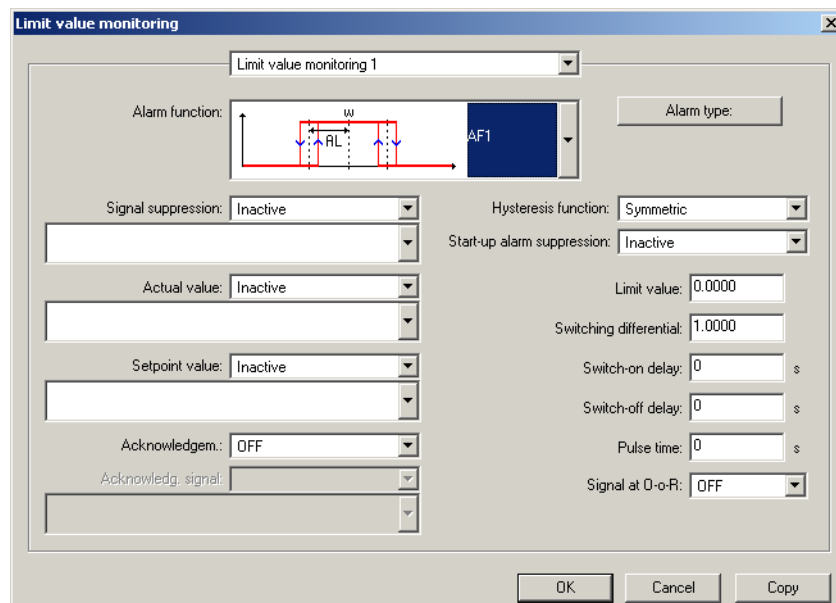 Limit value monitoring
Limit value monitoring 1
Alarm function:
W
AL
AF1
Alarm type:
Signal suppression: Inactive
Hysteresis function: Symmetric
Start-up alarm suppression: Inactive
Actual value: Inactive
Limit value: 0.0000
Switching differential: 1.0000
Setpoint value: Inactive
Switch-on delay: 0 s
Switch-off delay: 0 s
Acknowledgem.: OFF
Pulse time: 0 s
Acknowledg. signal:
Signal at O-o-R: OFF
OK Cancel Copy